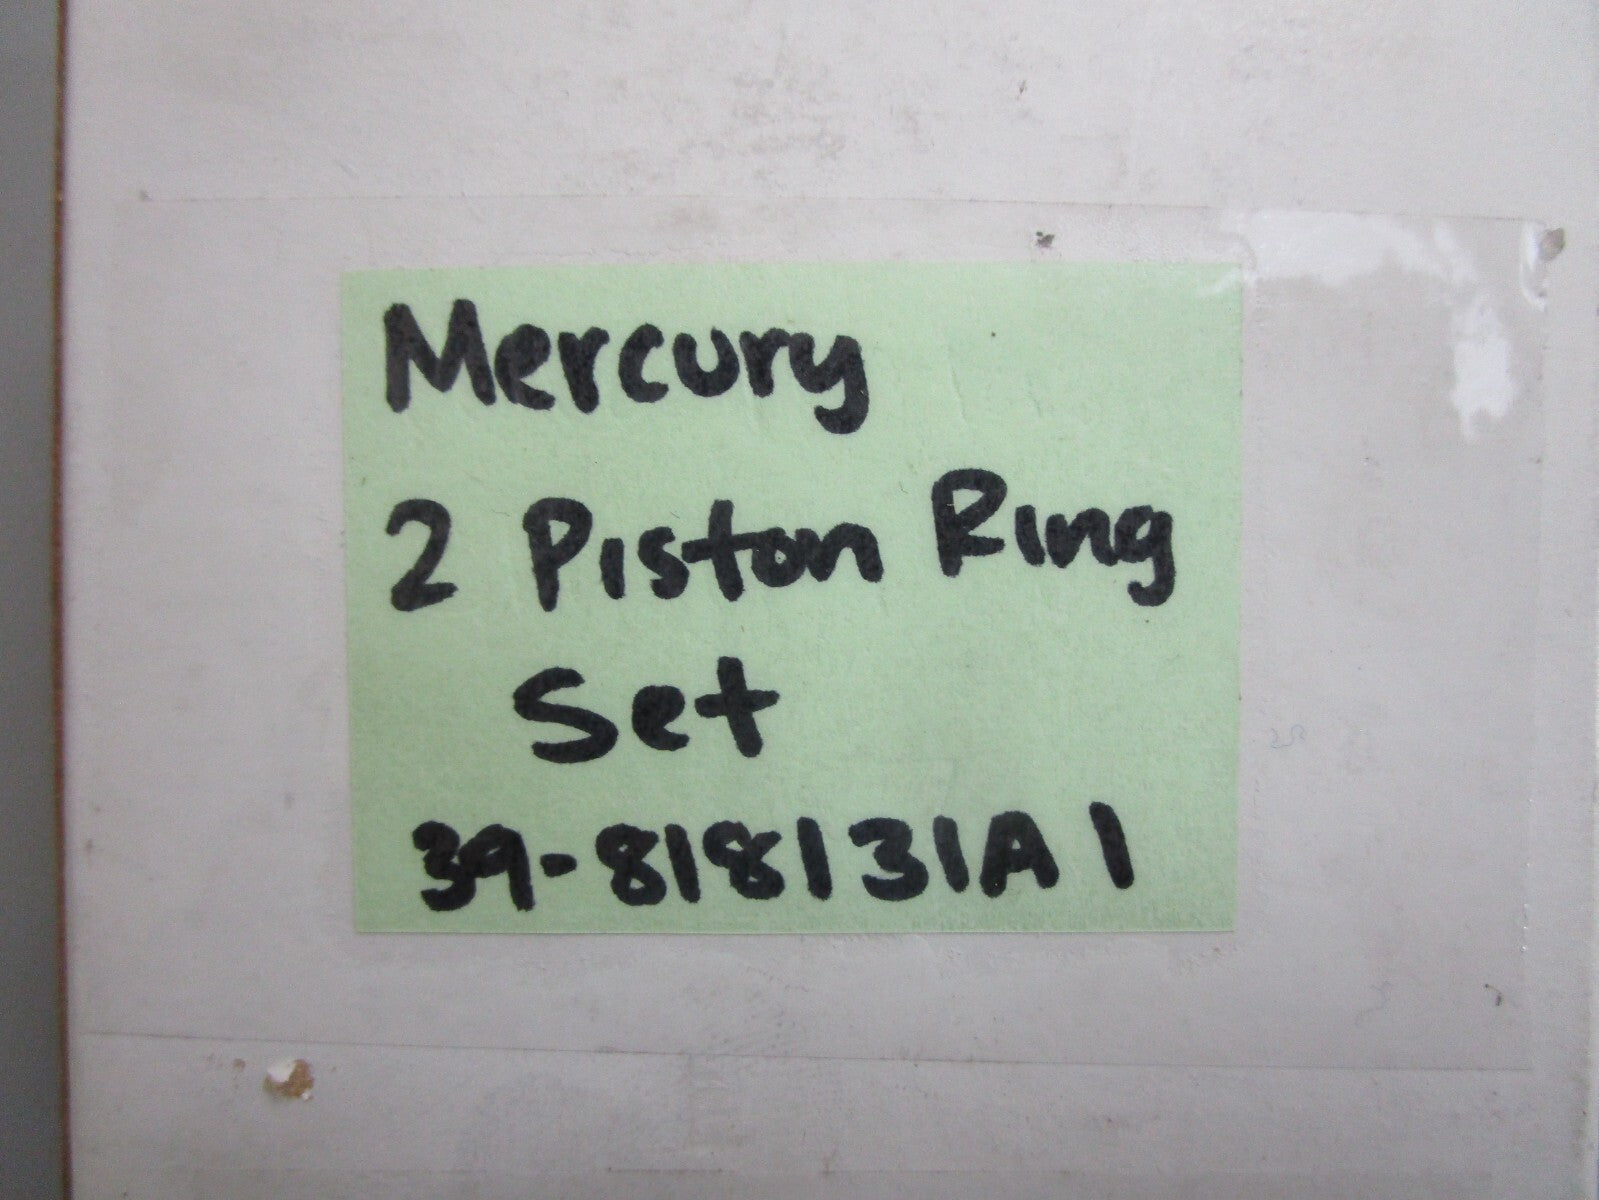 Mercury
2 Piston Ring
Set
39-818131A1